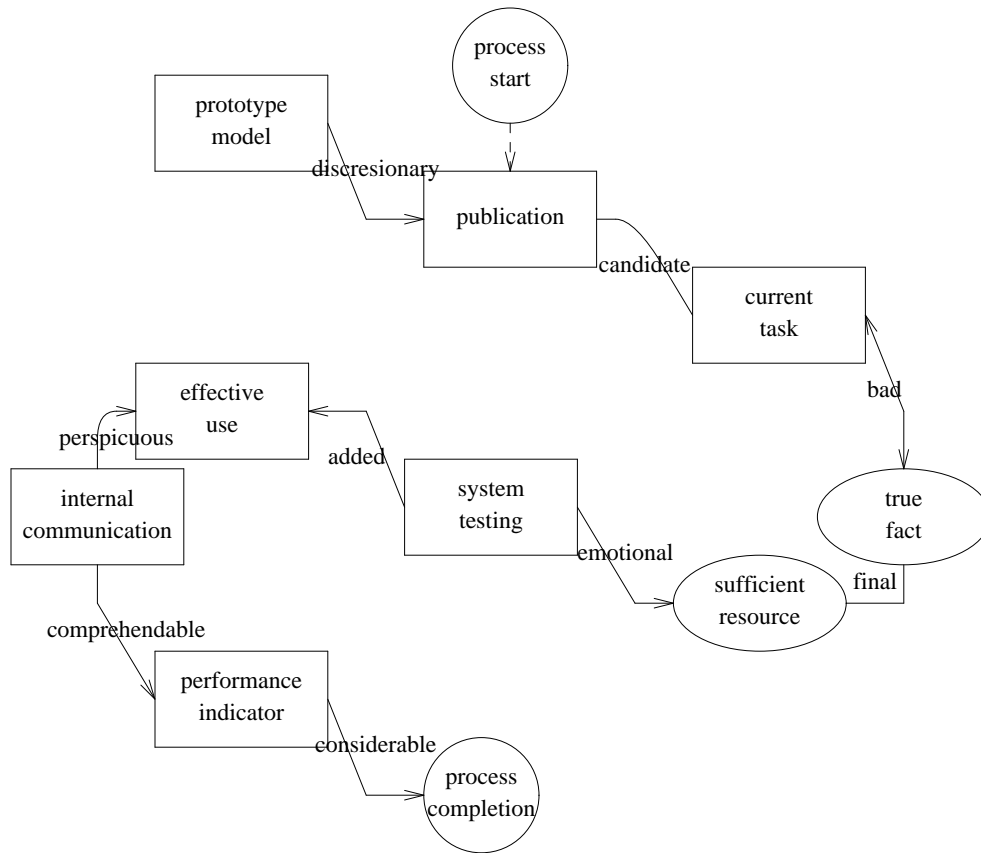 process
start
prototype
model
discresionary
publication
candidate
current
task
bad
effective
use
perspicuous
added
internal
communication
system
testing
true
fact
emotional
sufficient
resource
final
comprehendable
performance
indicator
considerable
process
completion